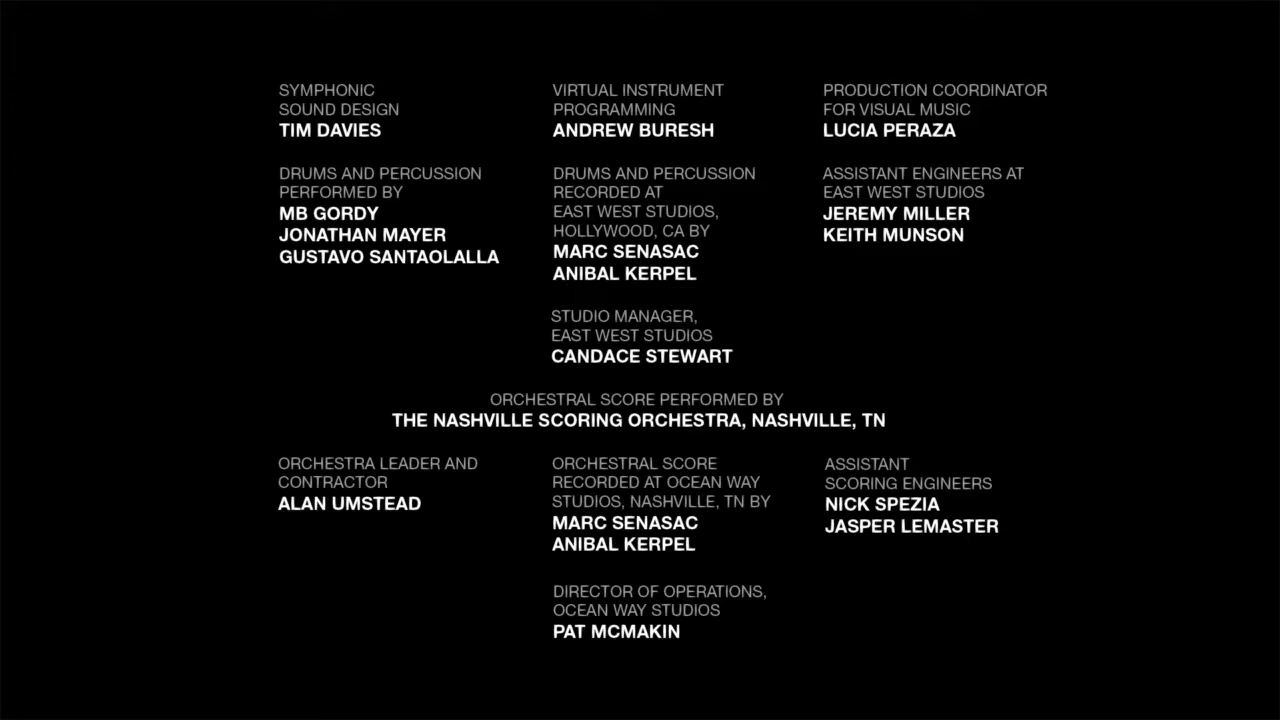 SYMPHONIC
SOUND DESIGN
TIM DAVIES
VIRTUAL INSTRUMENT
PROGRAMMING
ANDREW BURESH
PRODUCTION COORDINATOR
FOR VISUAL MUSIC
LUCIA PERAZA
DRUMS AND PERCUSSION
PERFORMED BY
MB GORDY
JONATHAN MAYER
GUSTAVO SANTAOLALLA
DRUMS AND PERCUSSION
RECORDED AT
EAST WEST STUDIOS,
HOLLYWOOD, CA BY
MARC SENASAC
ANIBAL KERPEL
ASSISTANT ENGINEERS AT
EAST WEST STUDIOS
JEREMY MILLER
KEITH MUNSON
STUDIO MANAGER,
EAST WEST STUDIOS
CANDACE STEWART
ORCHESTRAL SCORE PERFORMED BY
THE NASHVILLE SCORING ORCHESTRA, NASHVILLE, TN
ORCHESTRA LEADER AND
CONTRACTOR
ALAN UMSTEAD
ORCHESTRAL SCORE
RECORDED AT OCEAN WAY
STUDIOS, NASHVILLE, TN BY
MARC SENASAC
ANIBAL KERPEL
ASSISTANT
SCORING ENGINEERS
NICK SPEZIA
JASPER LEMASTER
DIRECTOR OF OPERATIONS,
OCEAN WAY STUDIOS
PAT MCMAKIN